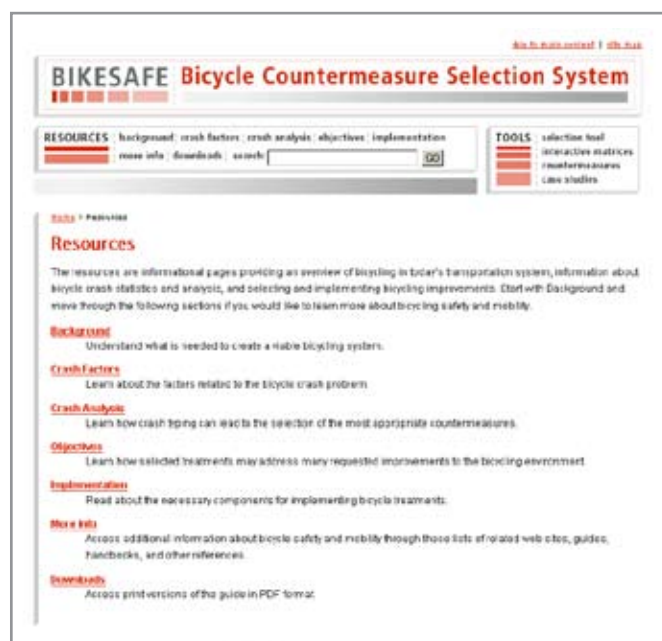 skip to main content | site map
BIKESAFE Bicycle Countermeasure Selection System
RESOURCES background crash factors crash analysis objectives implementation
more info downloads search GO
TOOLS selection tool
interactive matrices
countermeasures
case studies
Home > Resources
Resources
The resources are informational pages providing an overview of bicycling in today's transportation system, information about
bicycle crash statistics and analysis, and selecting and implementing bicycling improvements. Start with Background and
move through the following sections if you would like to learn more about bicycling safety and mobility.
Background
Understand what is needed to create a viable bicycling system.
Crash Factors
Learn about the factors related to the bicycle crash problem.
Crash Analysis
Learn how crash typing can lead to the selection of the most appropriate countermeasures.
Objectives
Learn how selected treatments may address many requested improvements to the bicycling environment.
Implementation
Read about the necessary components for implementing bicycle treatments.
More Info
Access additional information about bicycle safety and mobility through these lists of related web sites, guides,
handbooks, and other references.
Downloads
Access print versions of the guide in PDF format.